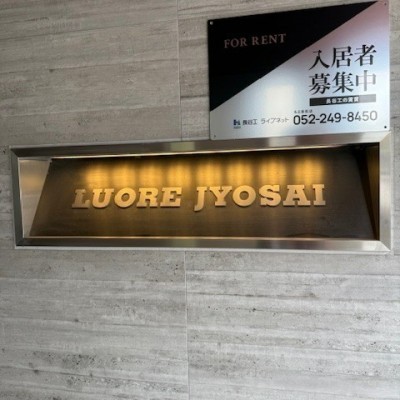 FOR RENT
入居者
募集中
長谷工の賃貸
長谷工 ライブネット 052-249-8450
LUORE JYOSAI